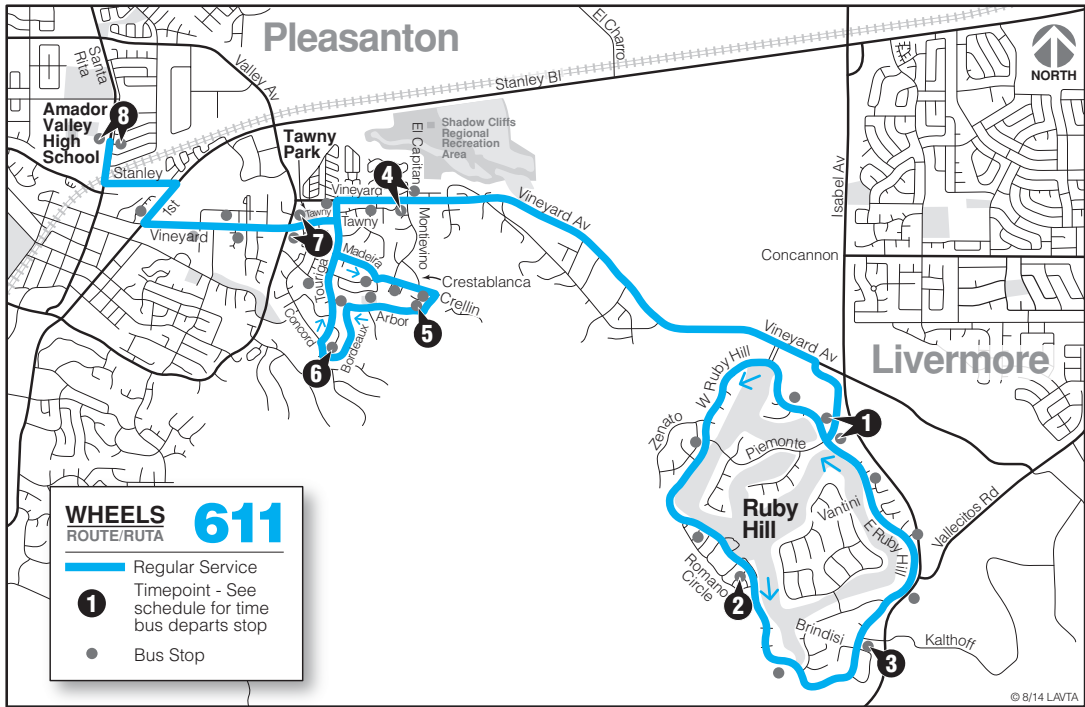 Pleasanton
El Charro
Santa
Rita
Valley Av
Stanley Bl
NORTH
Amador
Valley
High
School
8
Tawny
Park
El Capitan
Shadow Cliffs
Regional
Recreation
Area
Isabel Av
Stanley
4
Vineyard
1st
Tawny
Tawny
Vineyard Av
Vineyard
7
Montievino
Madeira
Concannon
Touriga
Crestablanca
Crellin
Concord
Arbor
5
Bordeaux
6
Vineyard Av
Livermore
W Ruby Hill
1
Zenato
Piemonte
WHEELS
ROUTE/RUTA
611
Ruby
Hill
Vantini
E Ruby Hill
Vallecitos Rd
Regular Service
1
Timepoint - See
schedule for time
bus departs stop
Bus Stop
Romano
Circle
2
Brindisi
Kalthoff
3
© 8/14 LAVTA